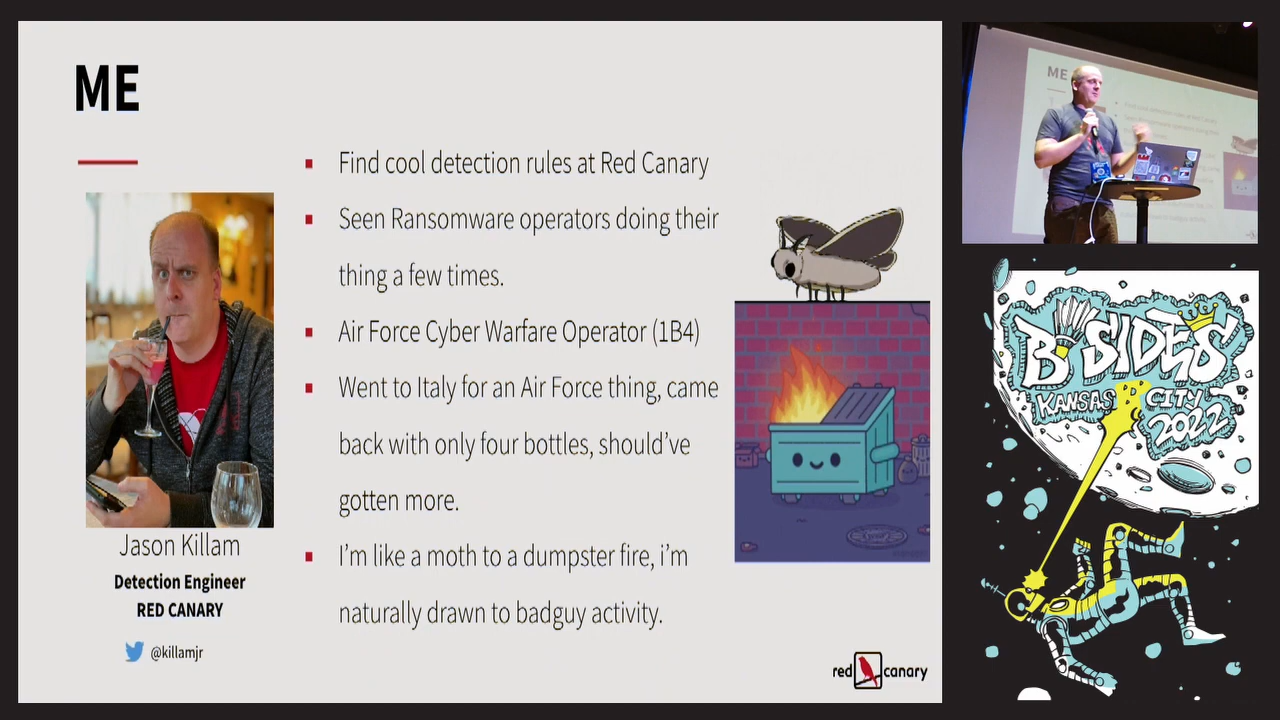 ME
Find cool detection rules at Red Canary
Seen Ransomware operators doing their
thing a few times.
Air Force Cyber Warfare Operator (1B4)
Went to Italy for an Air Force thing, came
back with only four bottles, should've
gotten more.
I'm like a moth to a dumpster fire, i'm
naturally drawn to badguy activity.
Jason Killam
Detection Engineer
RED CANARY
@killamjr
red canary
ME
BSIDES
KANSAS CITY
2022